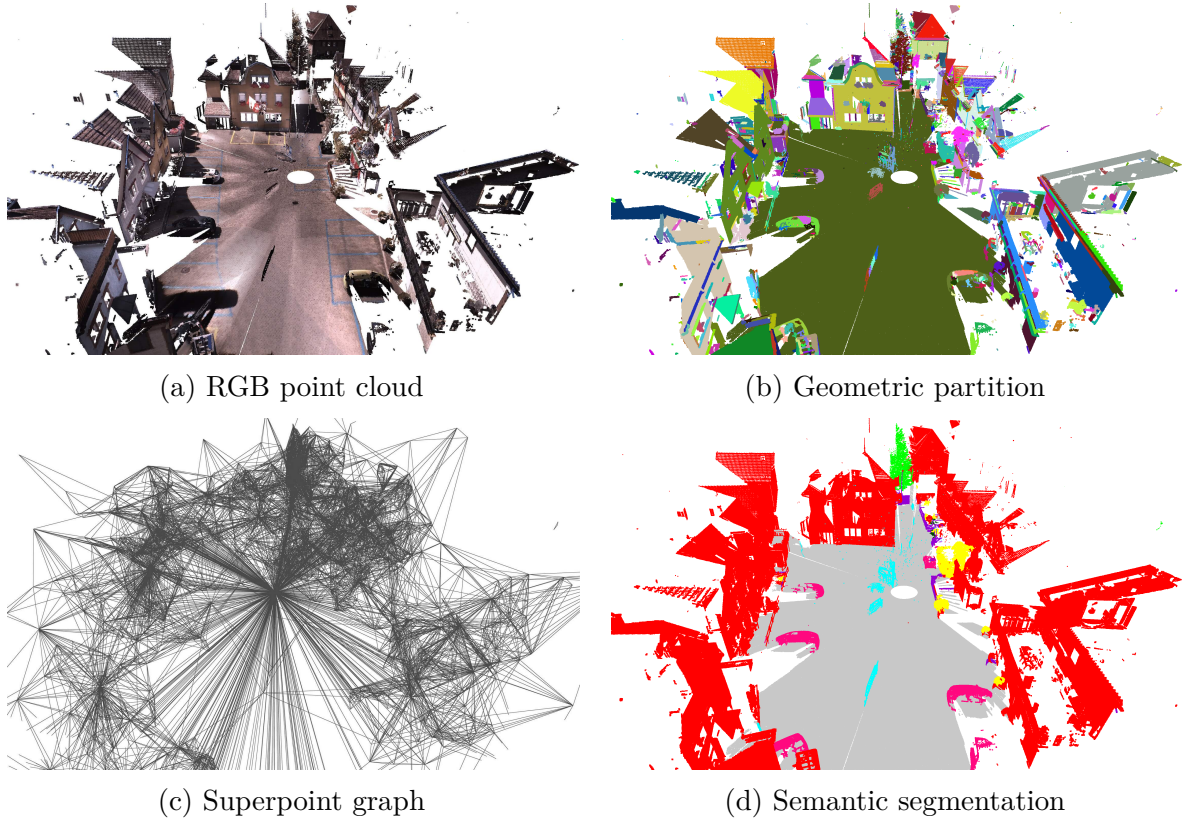 (a) RGB point cloud
(b) Geometric partition
(c) Superpoint graph
(d) Semantic segmentation